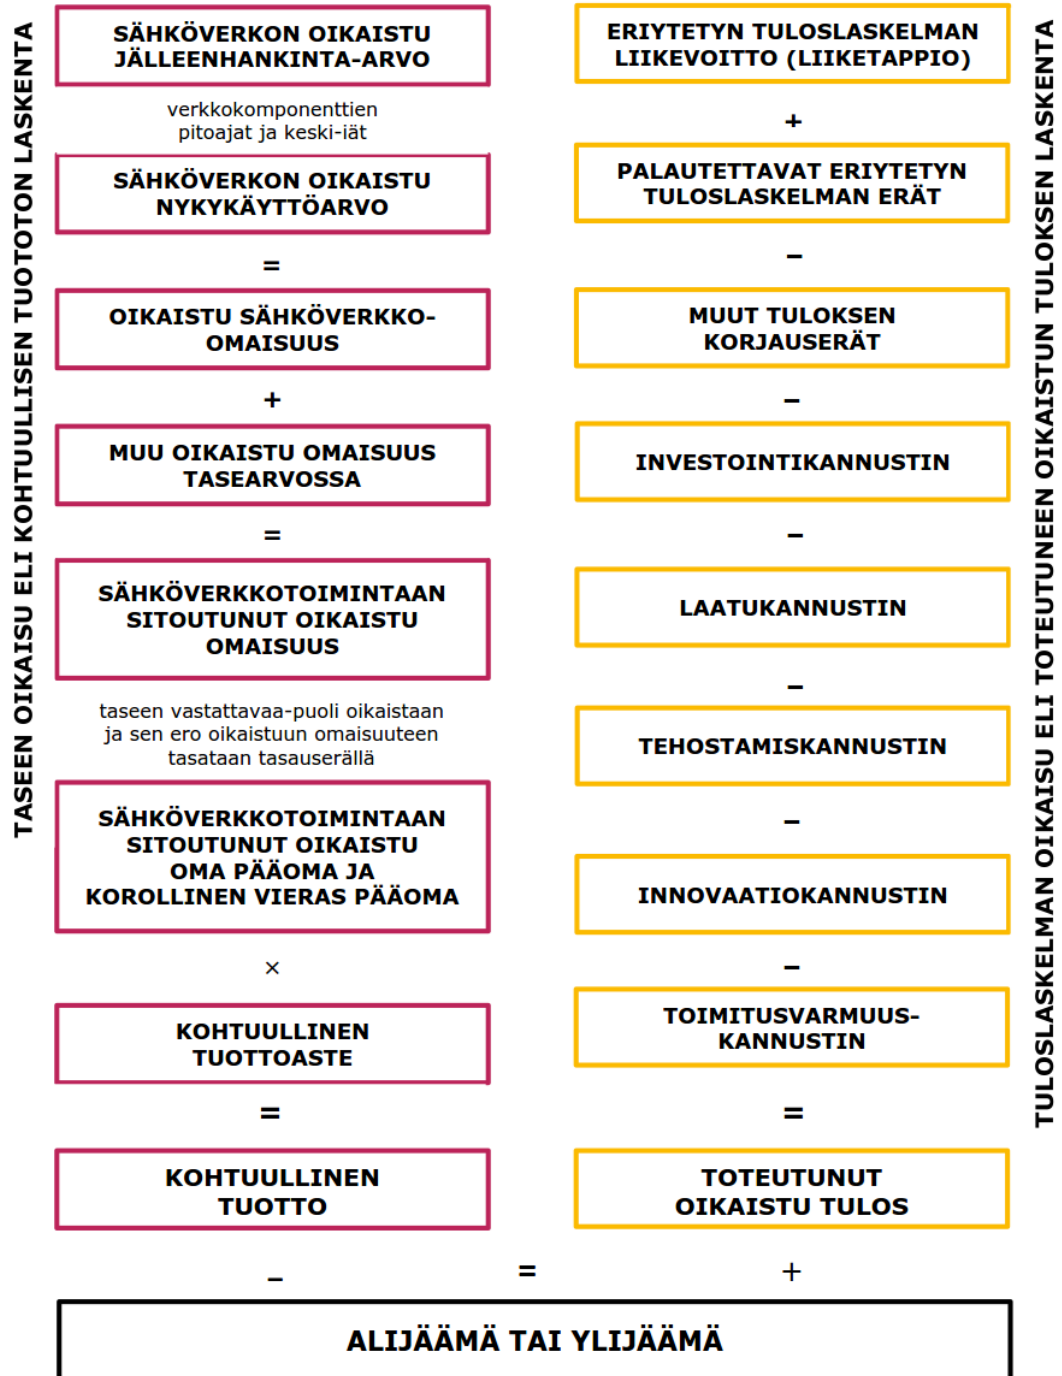 TASEEN OIKAISU ELI KOHTUULLISEN TUOTOTON LASKENTA
SÄHKÖVERKON OIKAISTU
JÄLLEENHANKINTA-ARVO
verkkokomponenttien
pitoajat ja keski-iät
SÄHKÖVERKON OIKAISTU
NYKYKÄYTTÖARVO
=
OIKAISTU SÄHKÖVERKKO-
OMAISUUS
+
MUU OIKAISTU OMAISUUS
TASEARVOSSA
=
SÄHKÖVERKKOTOIMINTAAN
SITOUTUNUT OIKAISTU
OMAISUUS
taseen vastattavaa-puoli oikaistaan
ja sen ero oikaistuun omaisuuteen
tasataan tasauserällä
SÄHKÖVERKKOTOIMINTAAN
SITOUTUNUT OIKAISTU
OMA PÄÄOMA JA
KOROLLINEN VIERAS PÄÄOMA
×
KOHTUULLINEN
TUOTTOASTE
=
KOHTUULLINEN
TUOTTO
–
ERIYTETYN TULOSLASKELMAN
LIIKEVOITTO (LIIKETAPPIO)
+
PALAUTETTAVAT ERIYTETYN
TULOSLASKELMAN ERÄT
–
MUUT TULOKSEN
KORJAUSERÄT
–
INVESTOINTIKANNUSTIN
–
LAATUKANNUSTIN
–
TEHOSTAMISKANNUSTIN
–
INNOVAATIOKANNUSTIN
–
TOIMITUSVARMUUS-
KANNUSTIN
=
TOTEUTUNUT
OIKAISTU TULOS
+
TULOSLASKELMAN OIKAISU ELI TOTEUTUNEEN OIKAISTUN TULOKSEN LASKENTA
=
ALIJÄÄMÄ TAI YLIJÄÄMÄ